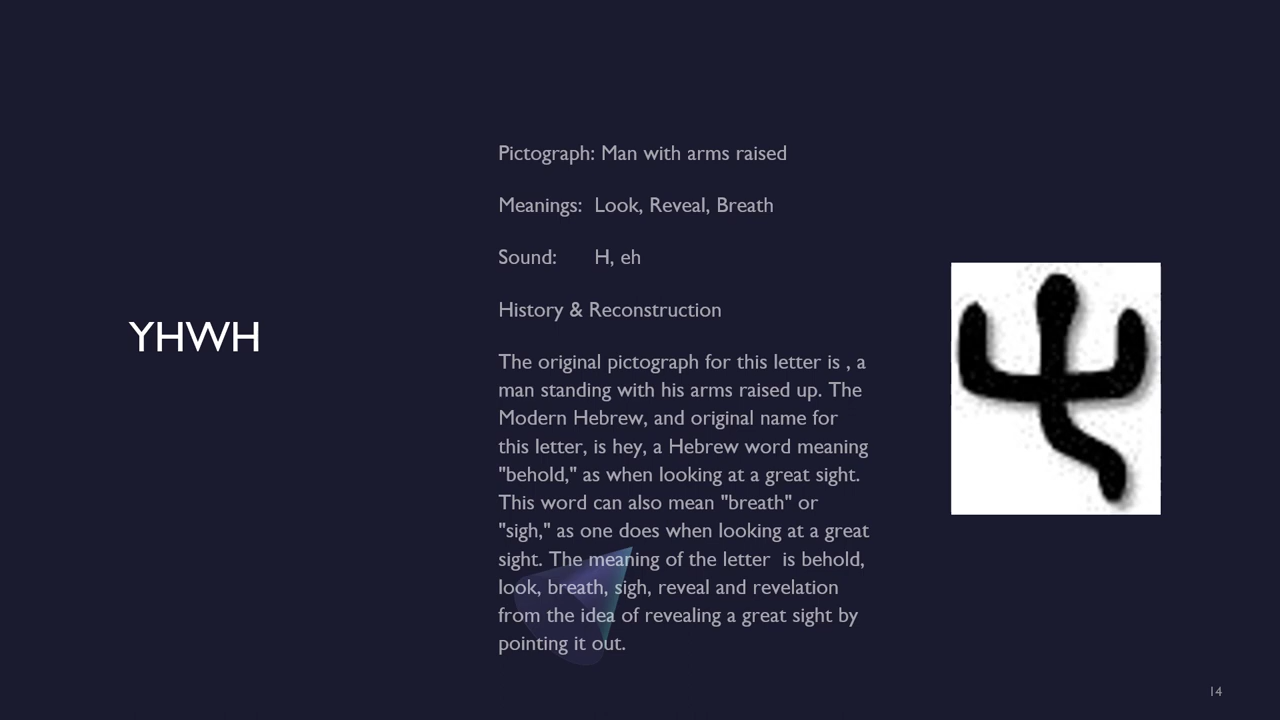 YHWH
Pictograph: Man with arms raised
Meanings: Look, Reveal, Breath
Sound: H, eh
History & Reconstruction
The original pictograph for this letter is , a
man standing with his arms raised up. The
Modern Hebrew, and original name for
this letter, is hey, a Hebrew word meaning
"behold," as when looking at a great sight.
This word can also mean "breath" or
"sigh," as one does when looking at a great
sight. The meaning of the letter  is behold,
look, breath, sigh, reveal and revelation
from the idea of revealing a great sight by
pointing it out.
14